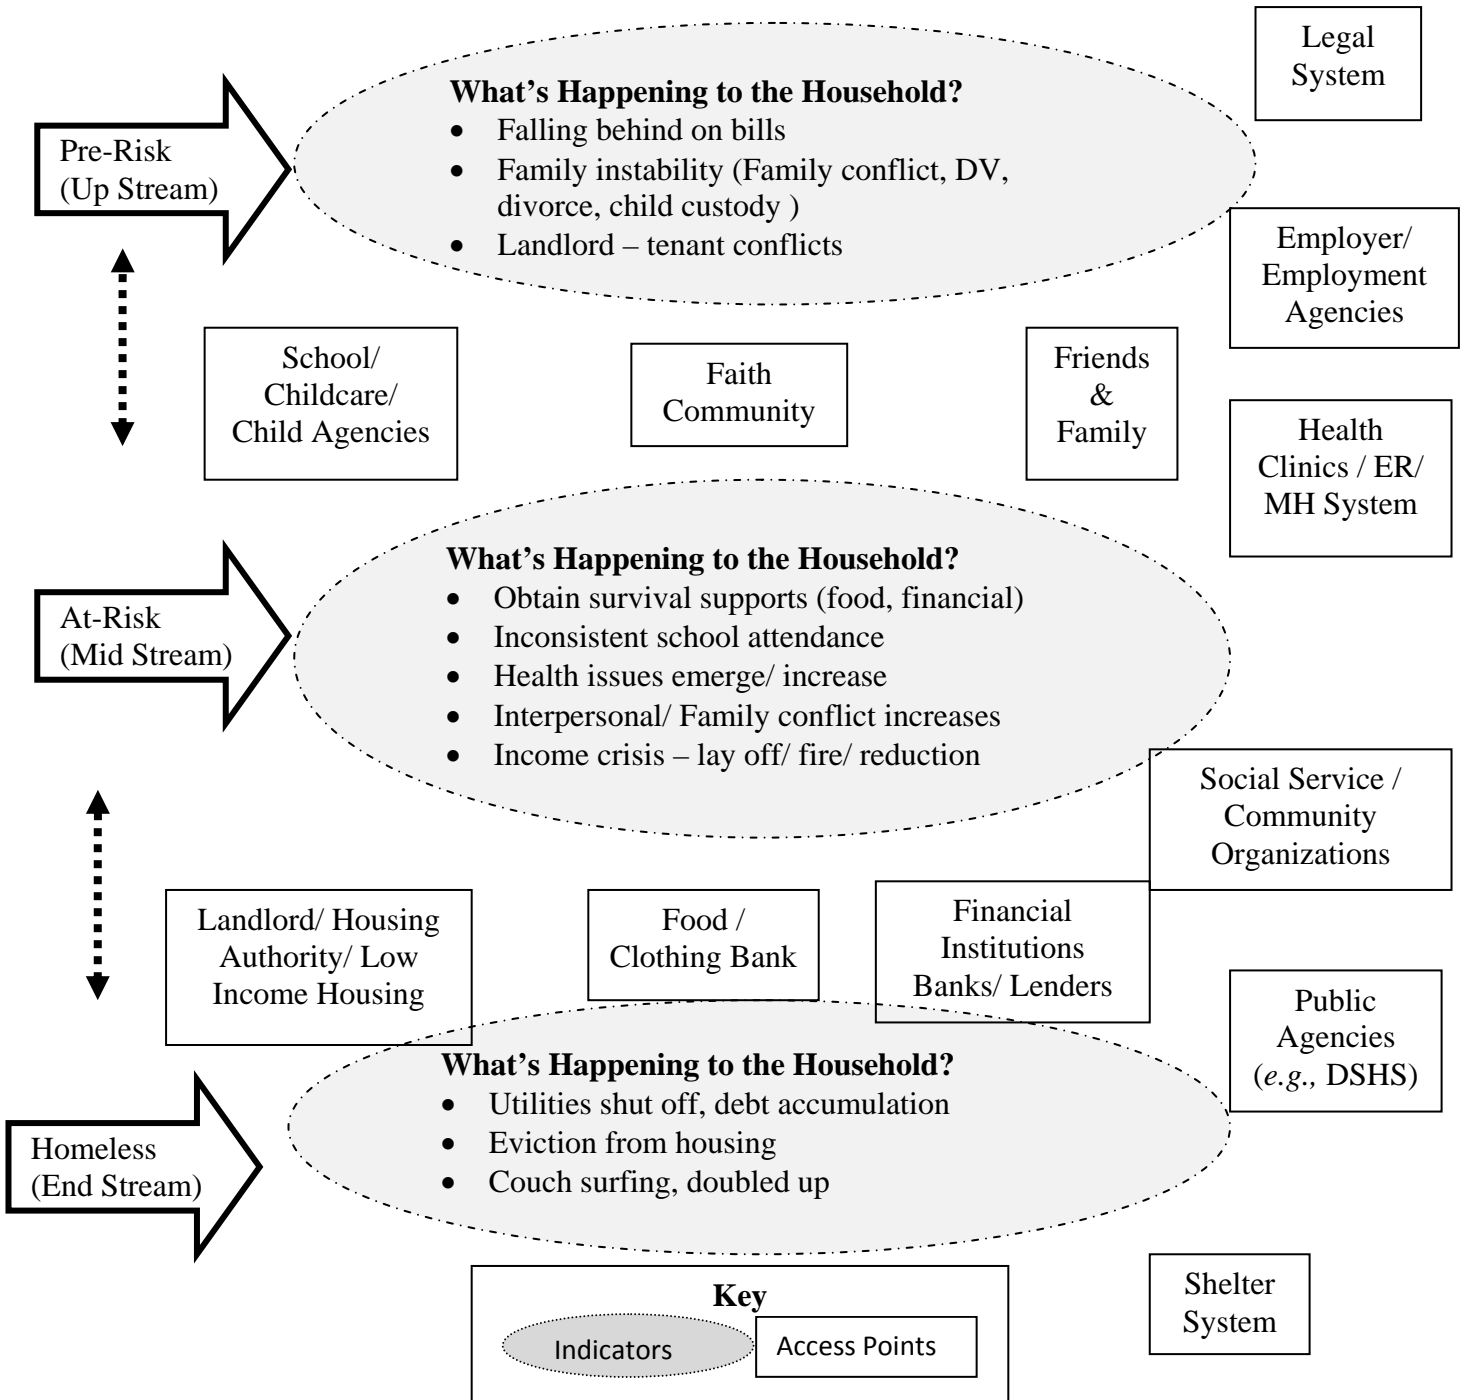 Legal
System
What's Happening to the Household?
• Falling behind on bills
• Family instability (Family conflict, DV,
divorce, child custody )
• Landlord – tenant conflicts
Pre-Risk
(Up Stream)
Employer/
Employment
Agencies
School/
Childcare/
Child Agencies
Faith
Community
Friends
&
Family
Health
Clinics / ER/
MH System
What's Happening to the Household?
• Obtain survival supports (food, financial)
• Inconsistent school attendance
• Health issues emerge/ increase
• Interpersonal/ Family conflict increases
• Income crisis – lay off/ fire/ reduction
At-Risk
(Mid Stream)
Social Service /
Community
Organizations
Landlord/ Housing
Authority/ Low
Income Housing
Food /
Clothing Bank
Financial
Institutions
Banks/ Lenders
Public
Agencies
(e.g., DSHS)
What's Happening to the Household?
• Utilities shut off, debt accumulation
• Eviction from housing
• Couch surfing, doubled up
Homeless
(End Stream)
Shelter
System
Key
Indicators
Access Points